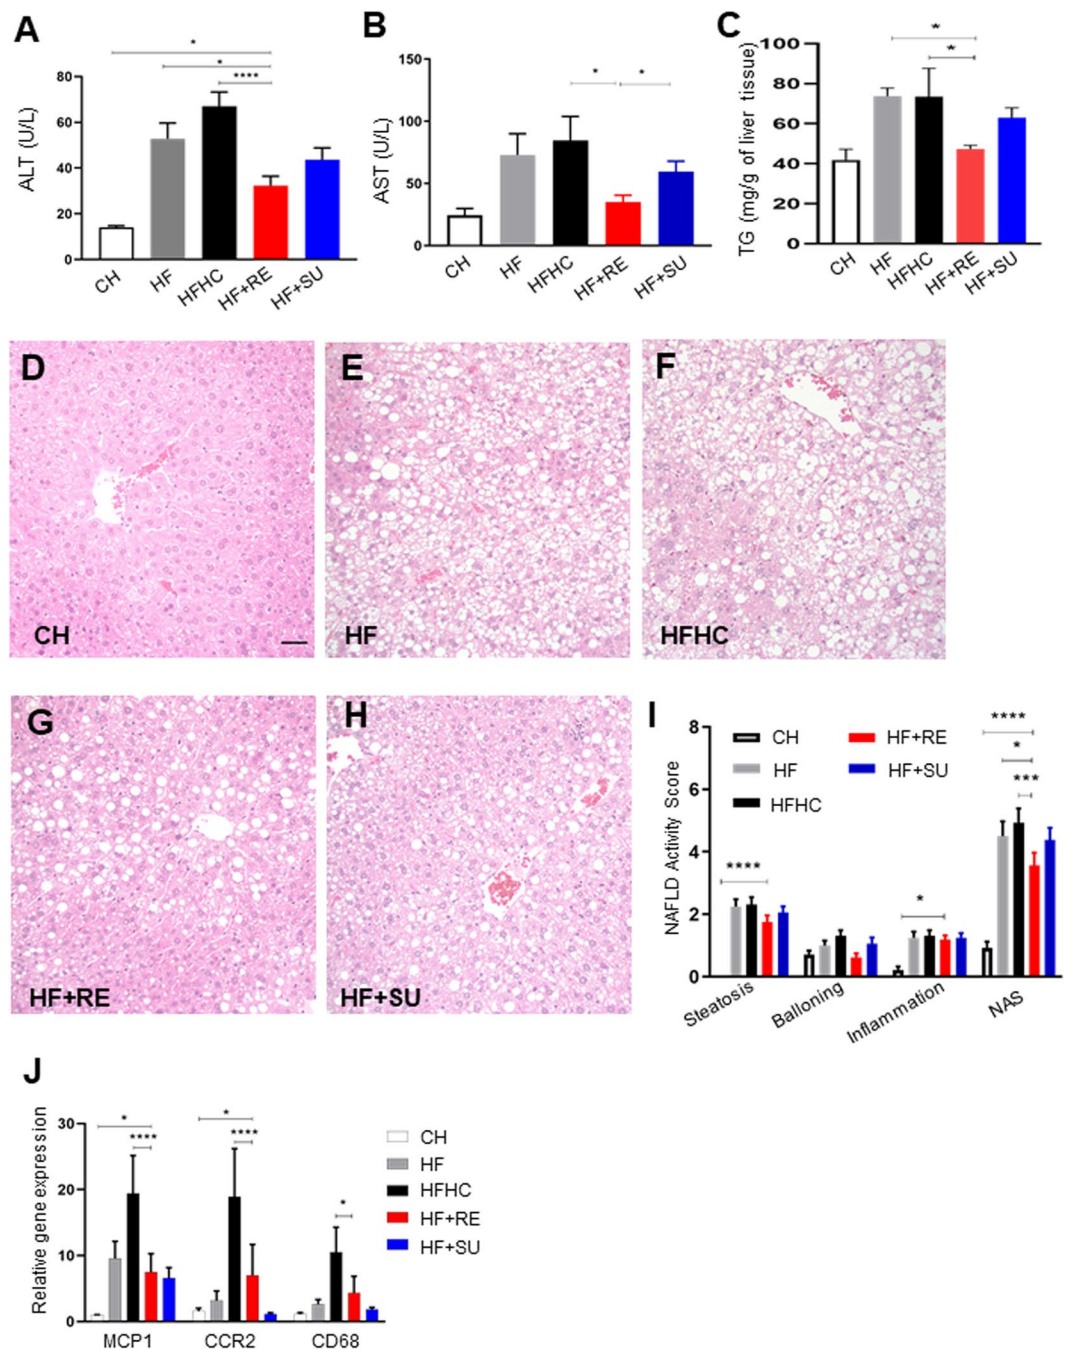 A
ALT (U/L)
80
60
40
20
0
*
*
****
CH
HF
HFHC
HF+RE
HF+SU
B
AST (U/L)
150
100
50
0
*
*
CH
HF
HFHC
HF+RE
HF+SU
C
TG (mg/g of liver tissue)
100
80
60
40
20
0
*
*
CH
HF
HFHC
HF+RE
HF+SU
D
CH
E
HF
F
HFHC
G
HF+RE
H
HF+SU
I
NAFLD Activity Score
8
6
4
2
0
CH
HF
HFHC
HF+RE
HF+SU
****
*
****
*
***
Steatosis
Balloning
Inflammation
NAS
J
Relative gene expression
30
20
10
0
*
****
*
****
*
MCP1
CCR2
CD68
CH
HF
HFHC
HF+RE
HF+SU